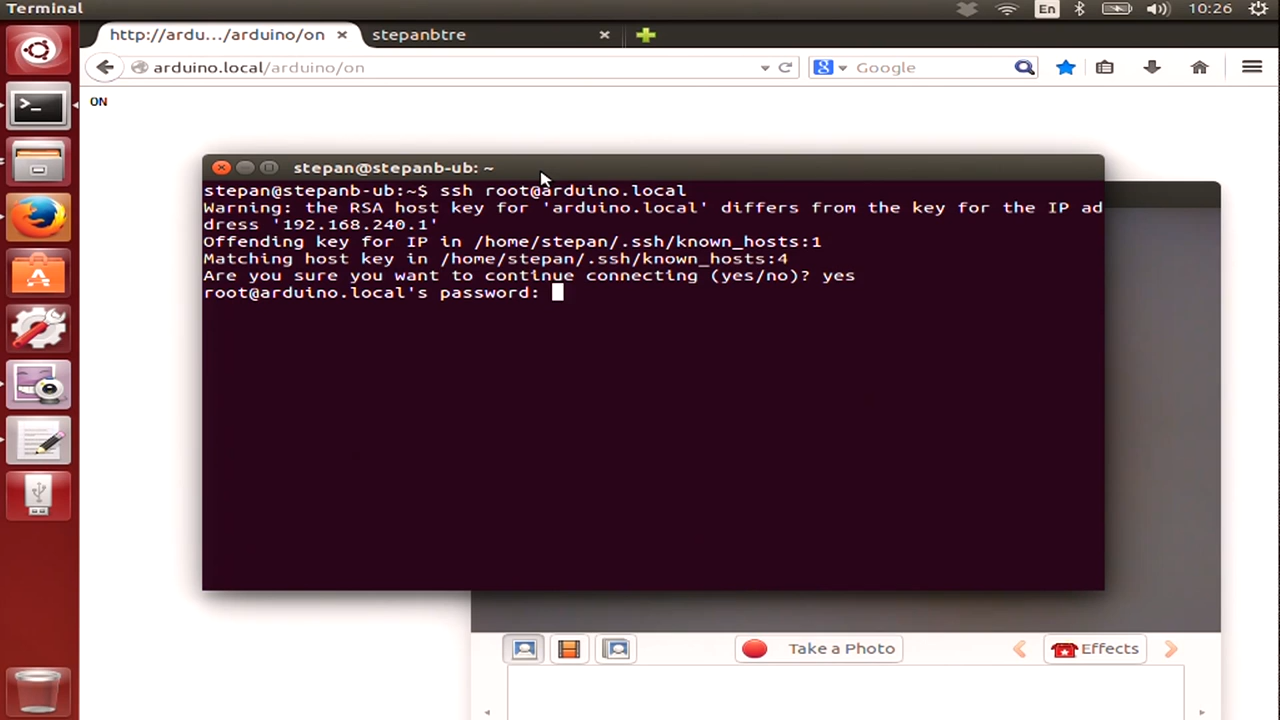 Terminal
En
10:26
http://ardu.../arduino/on
stepanbtre
arduino.local/arduino/on
Google
ON
stepan@stepanb-ub: ~
stepan@stepanb-ub:~$ ssh root@arduino.local
Warning: the RSA host key for 'arduino.local' differs from the key for the IP ad
dress '192.168.240.1'
Offending key for IP in /home/stepan/.ssh/known_hosts:1
Matching host key in /home/stepan/.ssh/known_hosts:4
Are you sure you want to continue connecting (yes/no)? yes
root@arduino.local's password:
Take a Photo
Effects